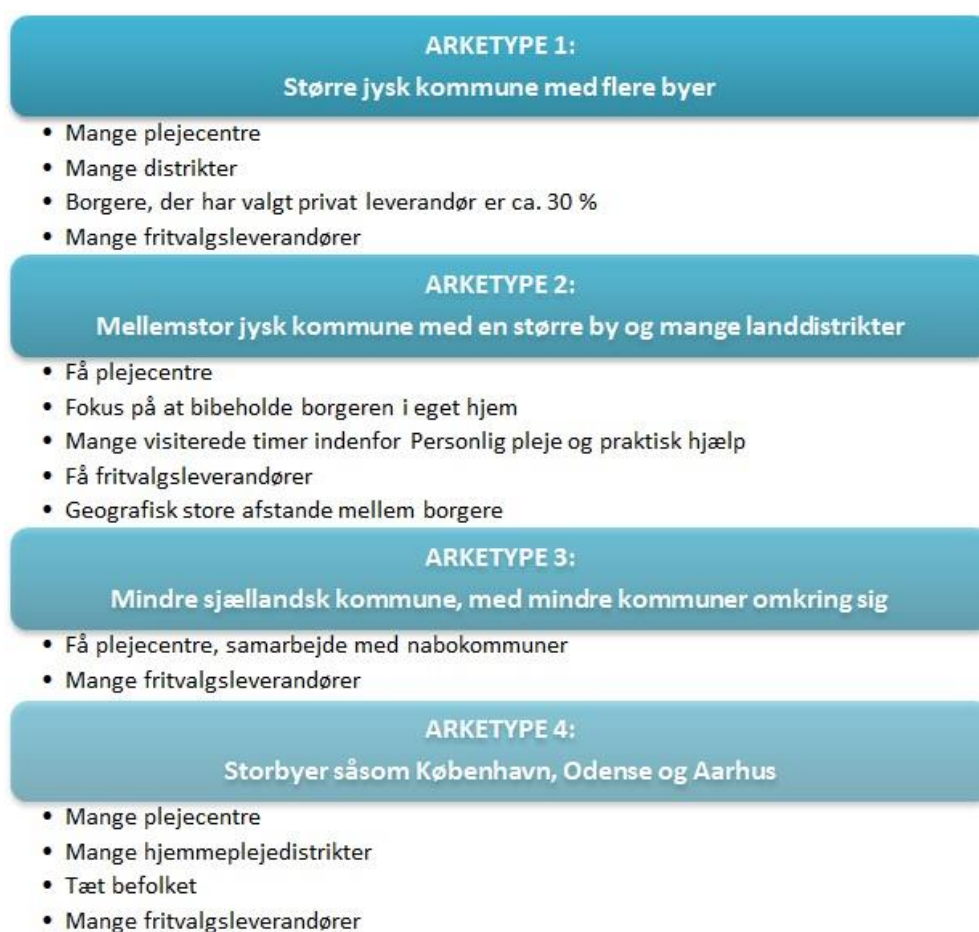 ARKETYPE 1:
Større jysk kommune med flere byer
• Mange plejecentre
• Mange distrikter
• Borgere, der har valgt privat leverandør er ca. 30 %
• Mange fritvalgsleverandører
ARKETYPE 2:
Mellemstor jysk kommune med en større by og mange landdistrikter
• Få plejecentre
• Fokus på at bibeholde borgeren i eget hjem
• Mange visiterede timer indenfor Personlig pleje og praktisk hjælp
• Få fritvalgsleverandører
• Geografisk store afstande mellem borgere
ARKETYPE 3:
Mindre sjællandsk kommune, med mindre kommuner omkring sig
• Få plejecentre, samarbejde med nabokommuner
• Mange fritvalgsleverandører
ARKETYPE 4:
Storbyer såsom København, Odense og Aarhus
• Mange plejecentre
• Mange hjemmeplejedistrikter
• Tæt befolket
• Mange fritvalgsleverandører